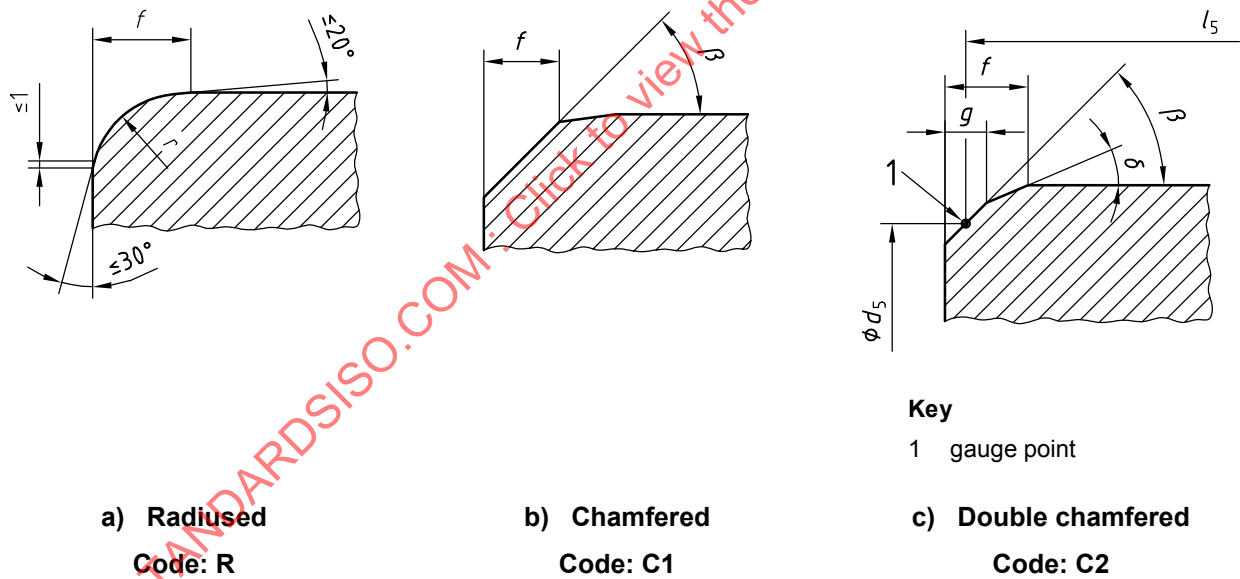 f
≤20°
≤1
r
≤30°
a) Radiused
Code: R
f
β
b) Chamfered
Code: C1
l5
f
g
β
δ
1
φd5
Key
1 gauge point
c) Double chamfered
Code: C2
TANDARDSISO.COM : Click to view the